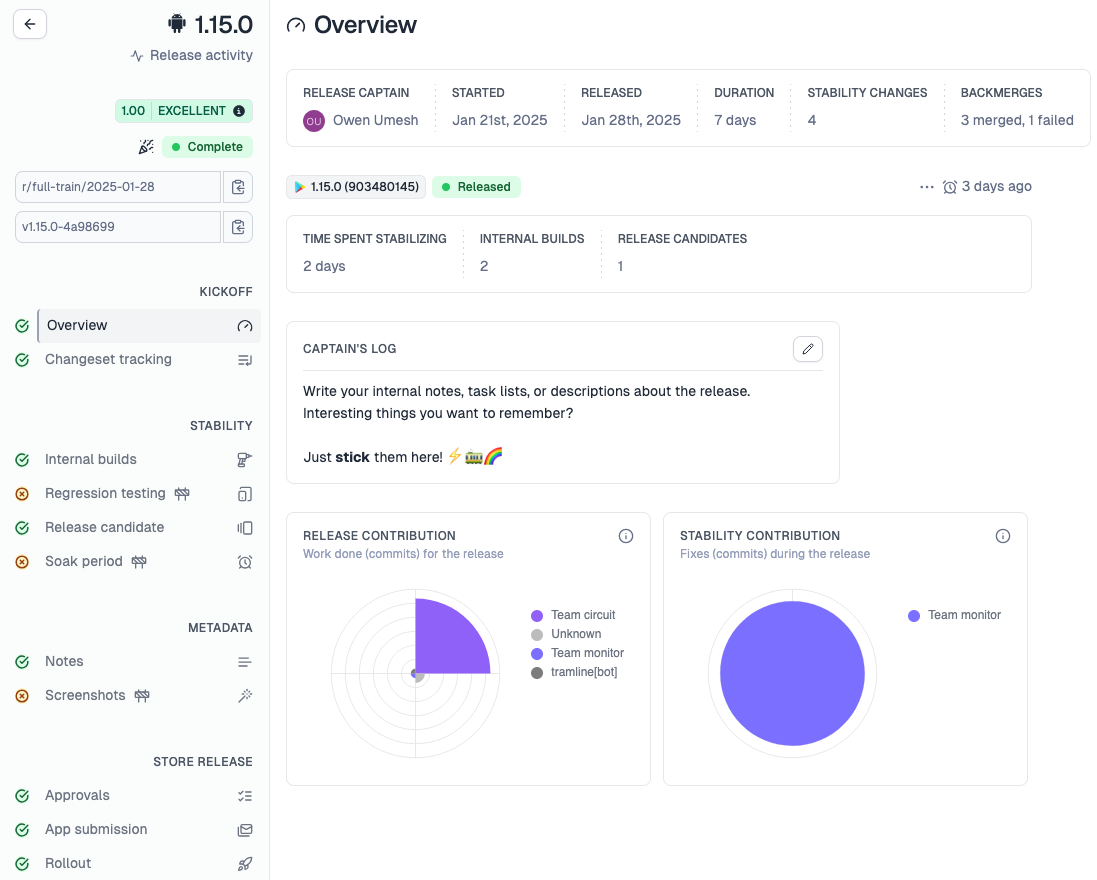 1.15.0
Release activity
1.00 EXCELLENT
Complete
r/full-train/2025-01-28
v1.15.0-4a98699
KICKOFF
Overview
Changeset tracking
STABILITY
Internal builds
Regression testing
Release candidate
Soak period
METADATA
Notes
Screenshots
STORE RELEASE
Approvals
App submission
Rollout
Overview
RELEASE CAPTAIN
OU Owen Umesh
STARTED
Jan 21st, 2025
RELEASED
Jan 28th, 2025
DURATION
7 days
STABILITY CHANGES
4
BACKMERGES
3 merged, 1 failed
1.15.0 (903480145) Released
3 days ago
TIME SPENT STABILIZING
2 days
INTERNAL BUILDS
2
RELEASE CANDIDATES
1
CAPTAIN'S LOG
Write your internal notes, task lists, or descriptions about the release.
Interesting things you want to remember?
Just stick them here! ⚡🚋🌈
RELEASE CONTRIBUTION
Work done (commits) for the release
Team circuit
Unknown
Team monitor
tramline[bot]
STABILITY CONTRIBUTION
Fixes (commits) during the release
Team monitor